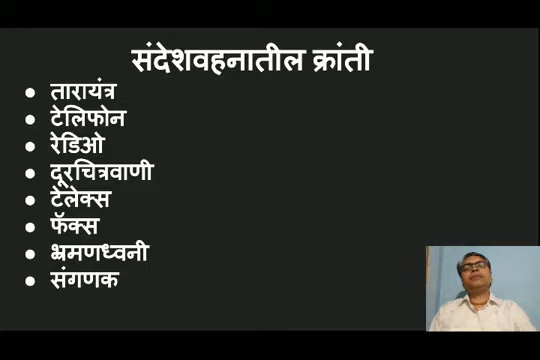 संदेशवहनातील क्रांती
● तारायंत्र
● टेलिफोन
● रेडिओ
● दूरचित्रवाणी
● टेलेक्स
● फॅक्स
● भ्रमणध्वनी
● संगणक